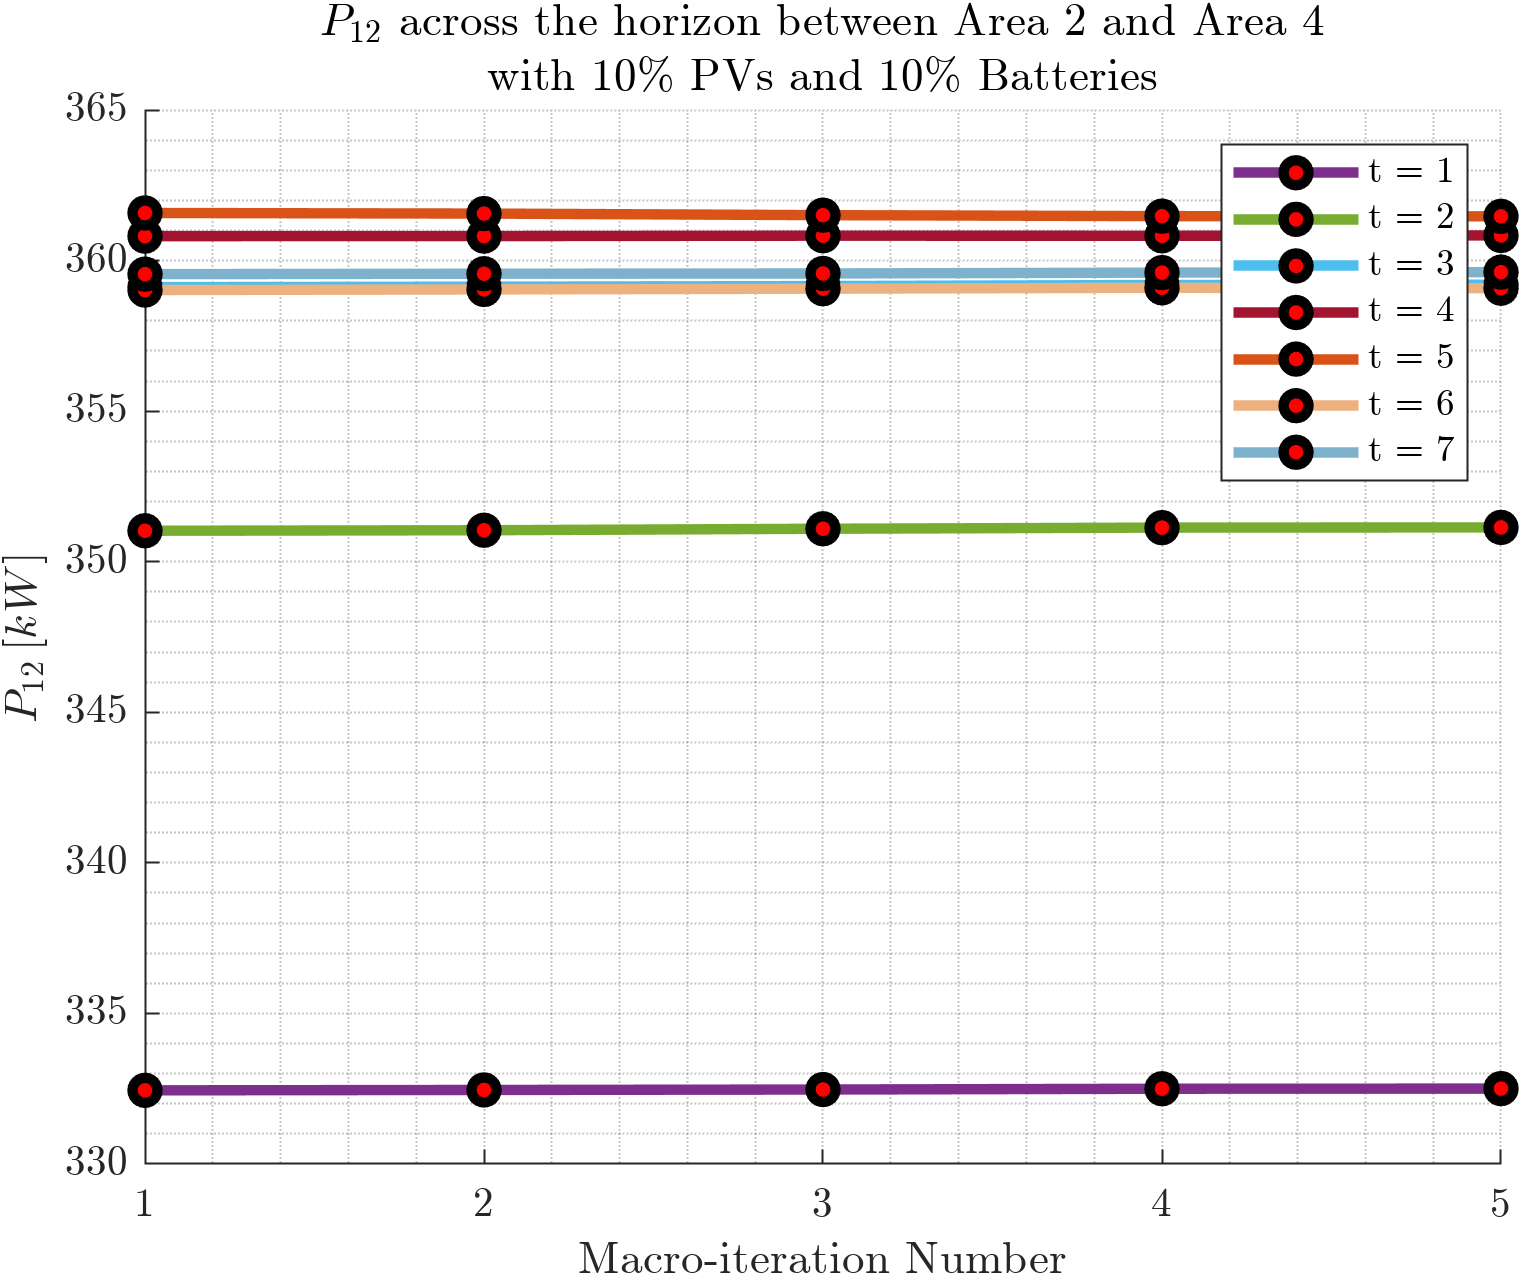 P12 across the horizon between Area 2 and Area 4
with 10% PVs and 10% Batteries
365
360
355
350
345
340
335
330
P12 [kW]
t = 1
t = 2
t = 3
t = 4
t = 5
t = 6
t = 7
1 2 3 4 5
Macro-iteration Number